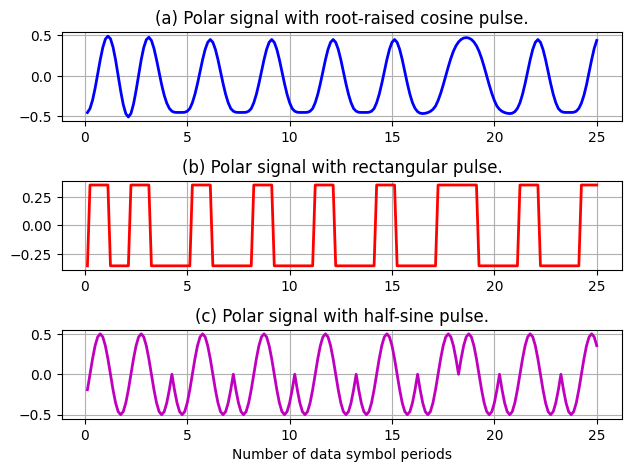 (a) Polar signal with root-raised cosine pulse.
0.5
0.0
−0.5
0 5 10 15 20 25
(b) Polar signal with rectangular pulse.
0.25
0.00
−0.25
0 5 10 15 20 25
(c) Polar signal with half-sine pulse.
0.5
0.0
−0.5
0 5 10 15 20 25
Number of data symbol periods